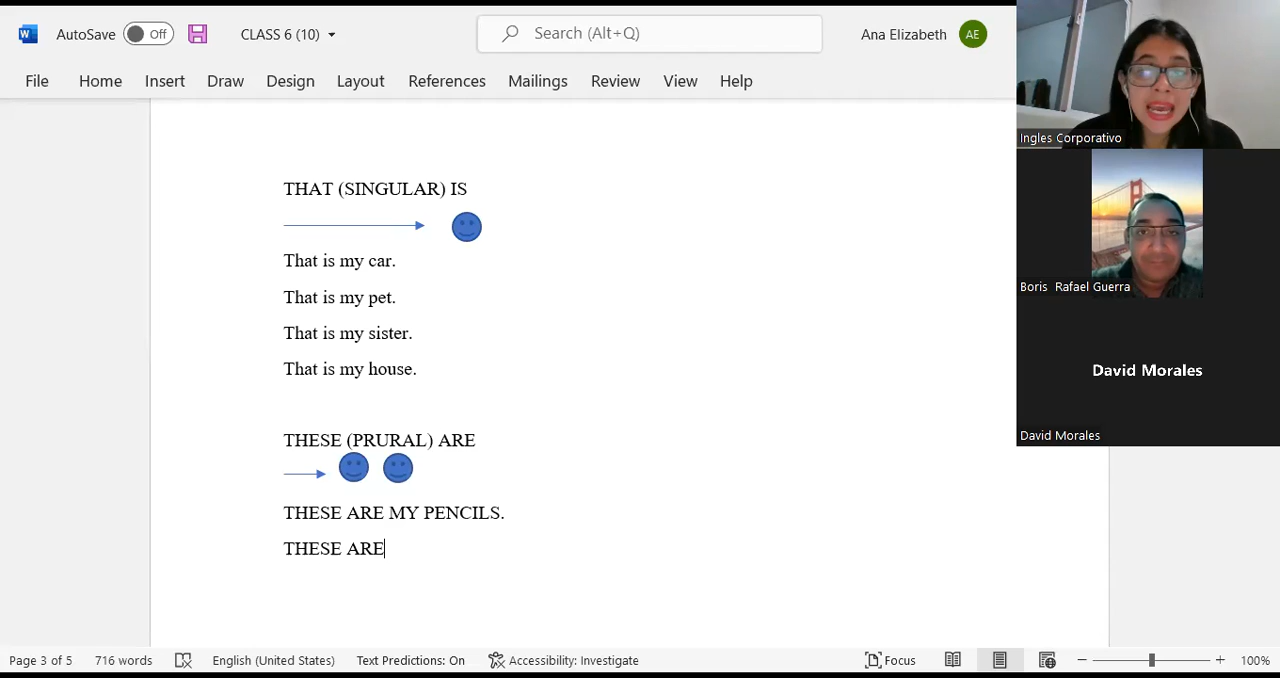 AutoSave Off CLASS 6 (10) Search (Alt+Q) Ana Elizabeth AE
File Home Insert Draw Design Layout References Mailings Review View Help
THAT (SINGULAR) IS
That is my car.
That is my pet.
That is my sister.
That is my house.
THESE (PRURAL) ARE
THESE ARE MY PENCILS.
THESE ARE
Page 3 of 5 716 words English (United States) Text Predictions: On Accessibility: Investigate Focus 100%
Ingles Corporativo
Boris Rafael Guerra
David Morales
David Morales